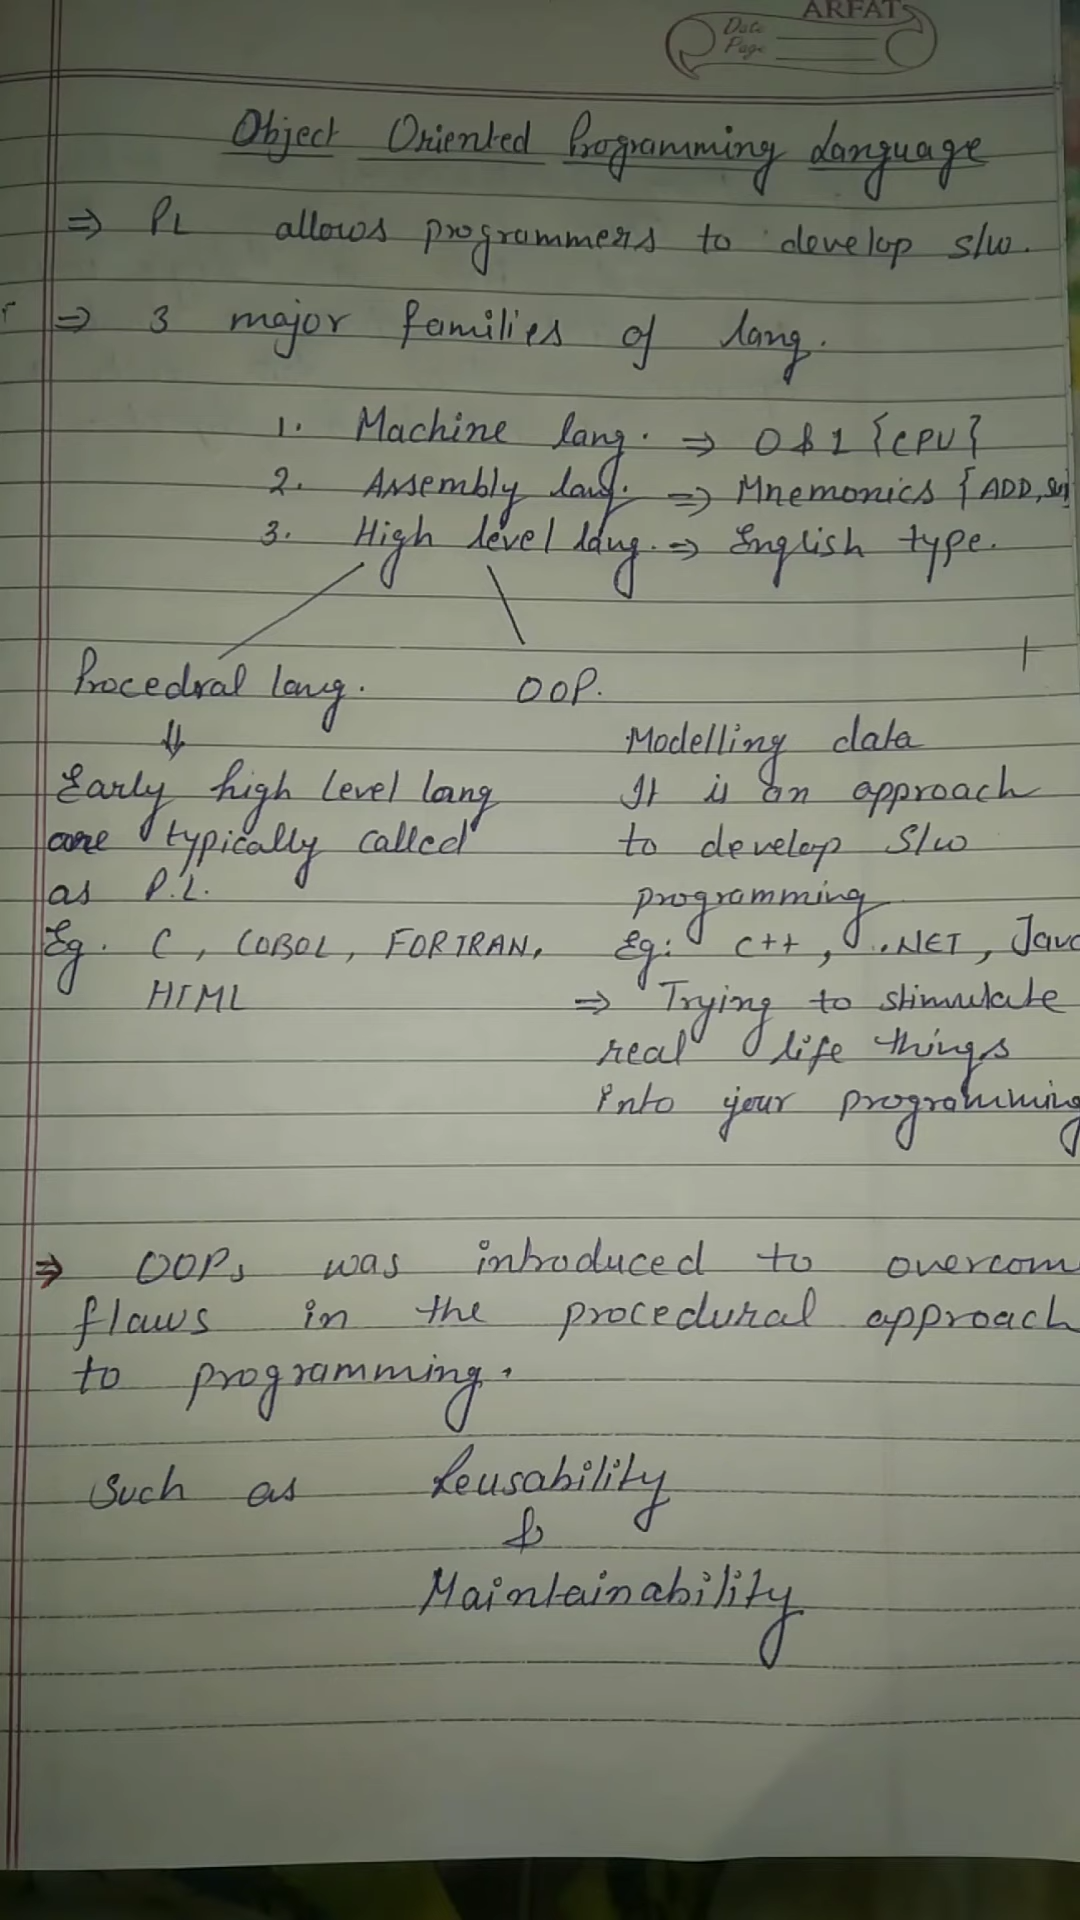 ARFAT
Date
Page
Object Oriented Programming Language
⇒ PL allows programmers to develop s/w.
⇒ 3 major families of lang.
1. Machine lang. ⇒ 0 & 1 {CPU}
2. Assembly lang. ⇒ Mnemonics {ADD, Sub}
3. High level lang. ⇒ English type.
Procedral lang.
⇓
Early high level lang
are typically called
as P.L.
Eg. C, COBOL, FORTRAN,
HTML
OOP.
Modelling data
It is an approach
to develop S/w
programming
Eg: C++, .NET, Java
⇒ Trying to stimulate
real life things
into your programming
⇒ OOPs was introduced to overcom
flaws in the procedural approach
to programming.
Such as Reusability
&
Maintainability